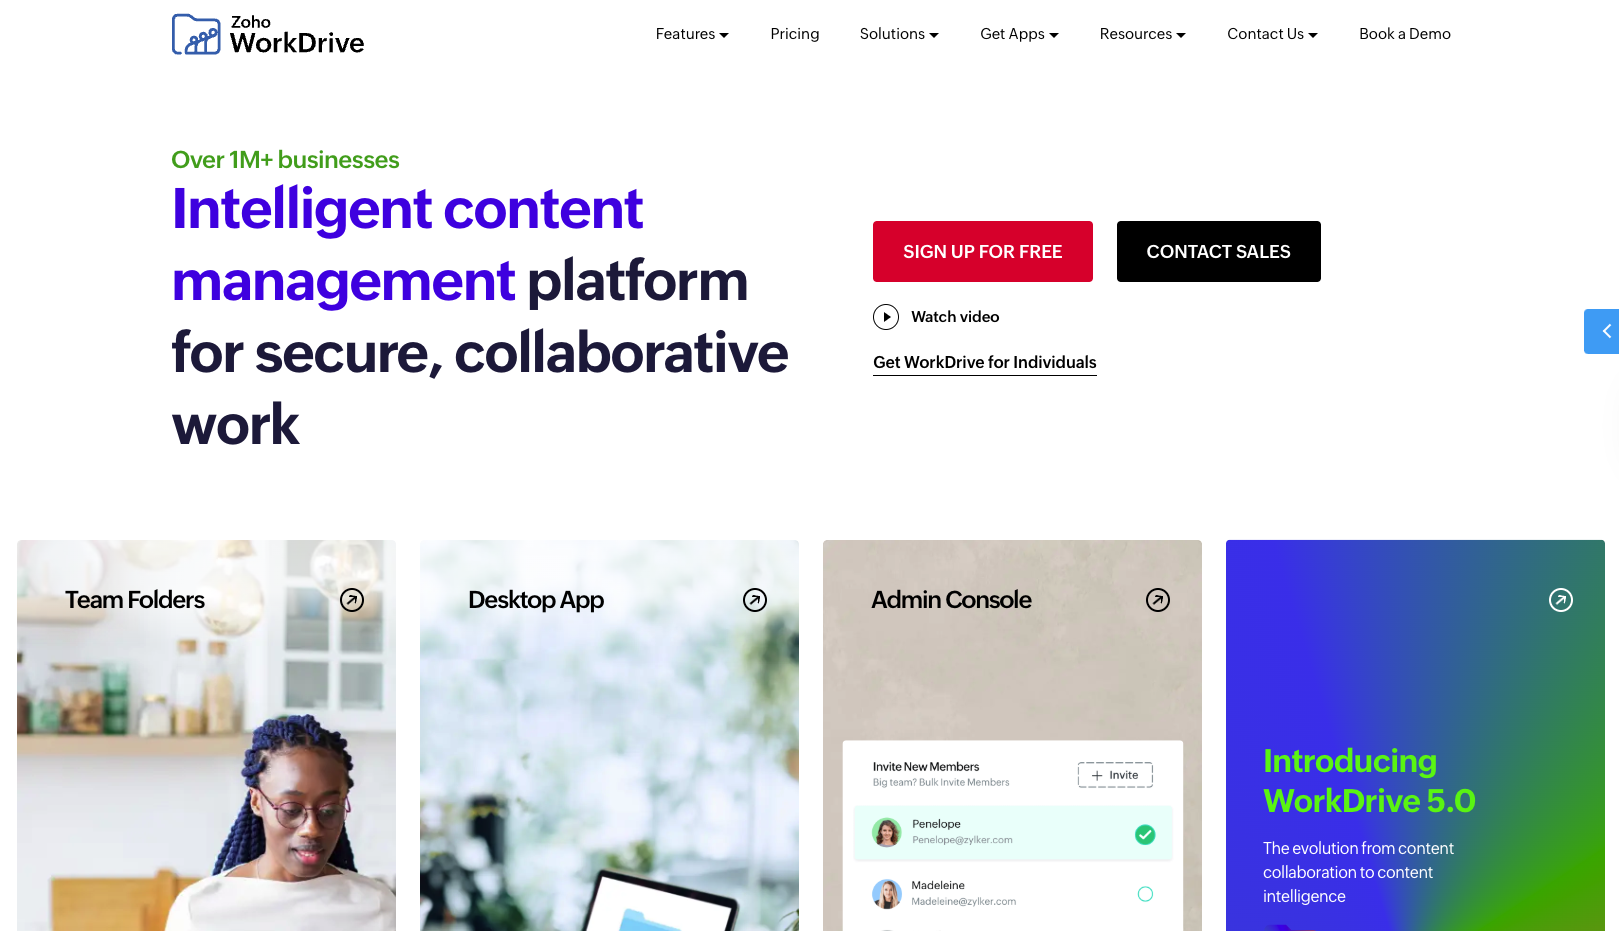 Zoho
WorkDrive
Features
Pricing
Solutions
Get Apps
Resources
Contact Us
Book a Demo
Over 1M+ businesses
Intelligent content
management platform
for secure, collaborative
work
SIGN UP FOR FREE
CONTACT SALES
Watch video
Get WorkDrive for Individuals
Team Folders
Desktop App
Admin Console
Invite New Members
Big team? Bulk Invite Members
+ Invite
Penelope
Penelope@zylker.com
Madeleine
Madeleine@zylker.com
Introducing
WorkDrive 5.0
The evolution from content
collaboration to content
intelligence